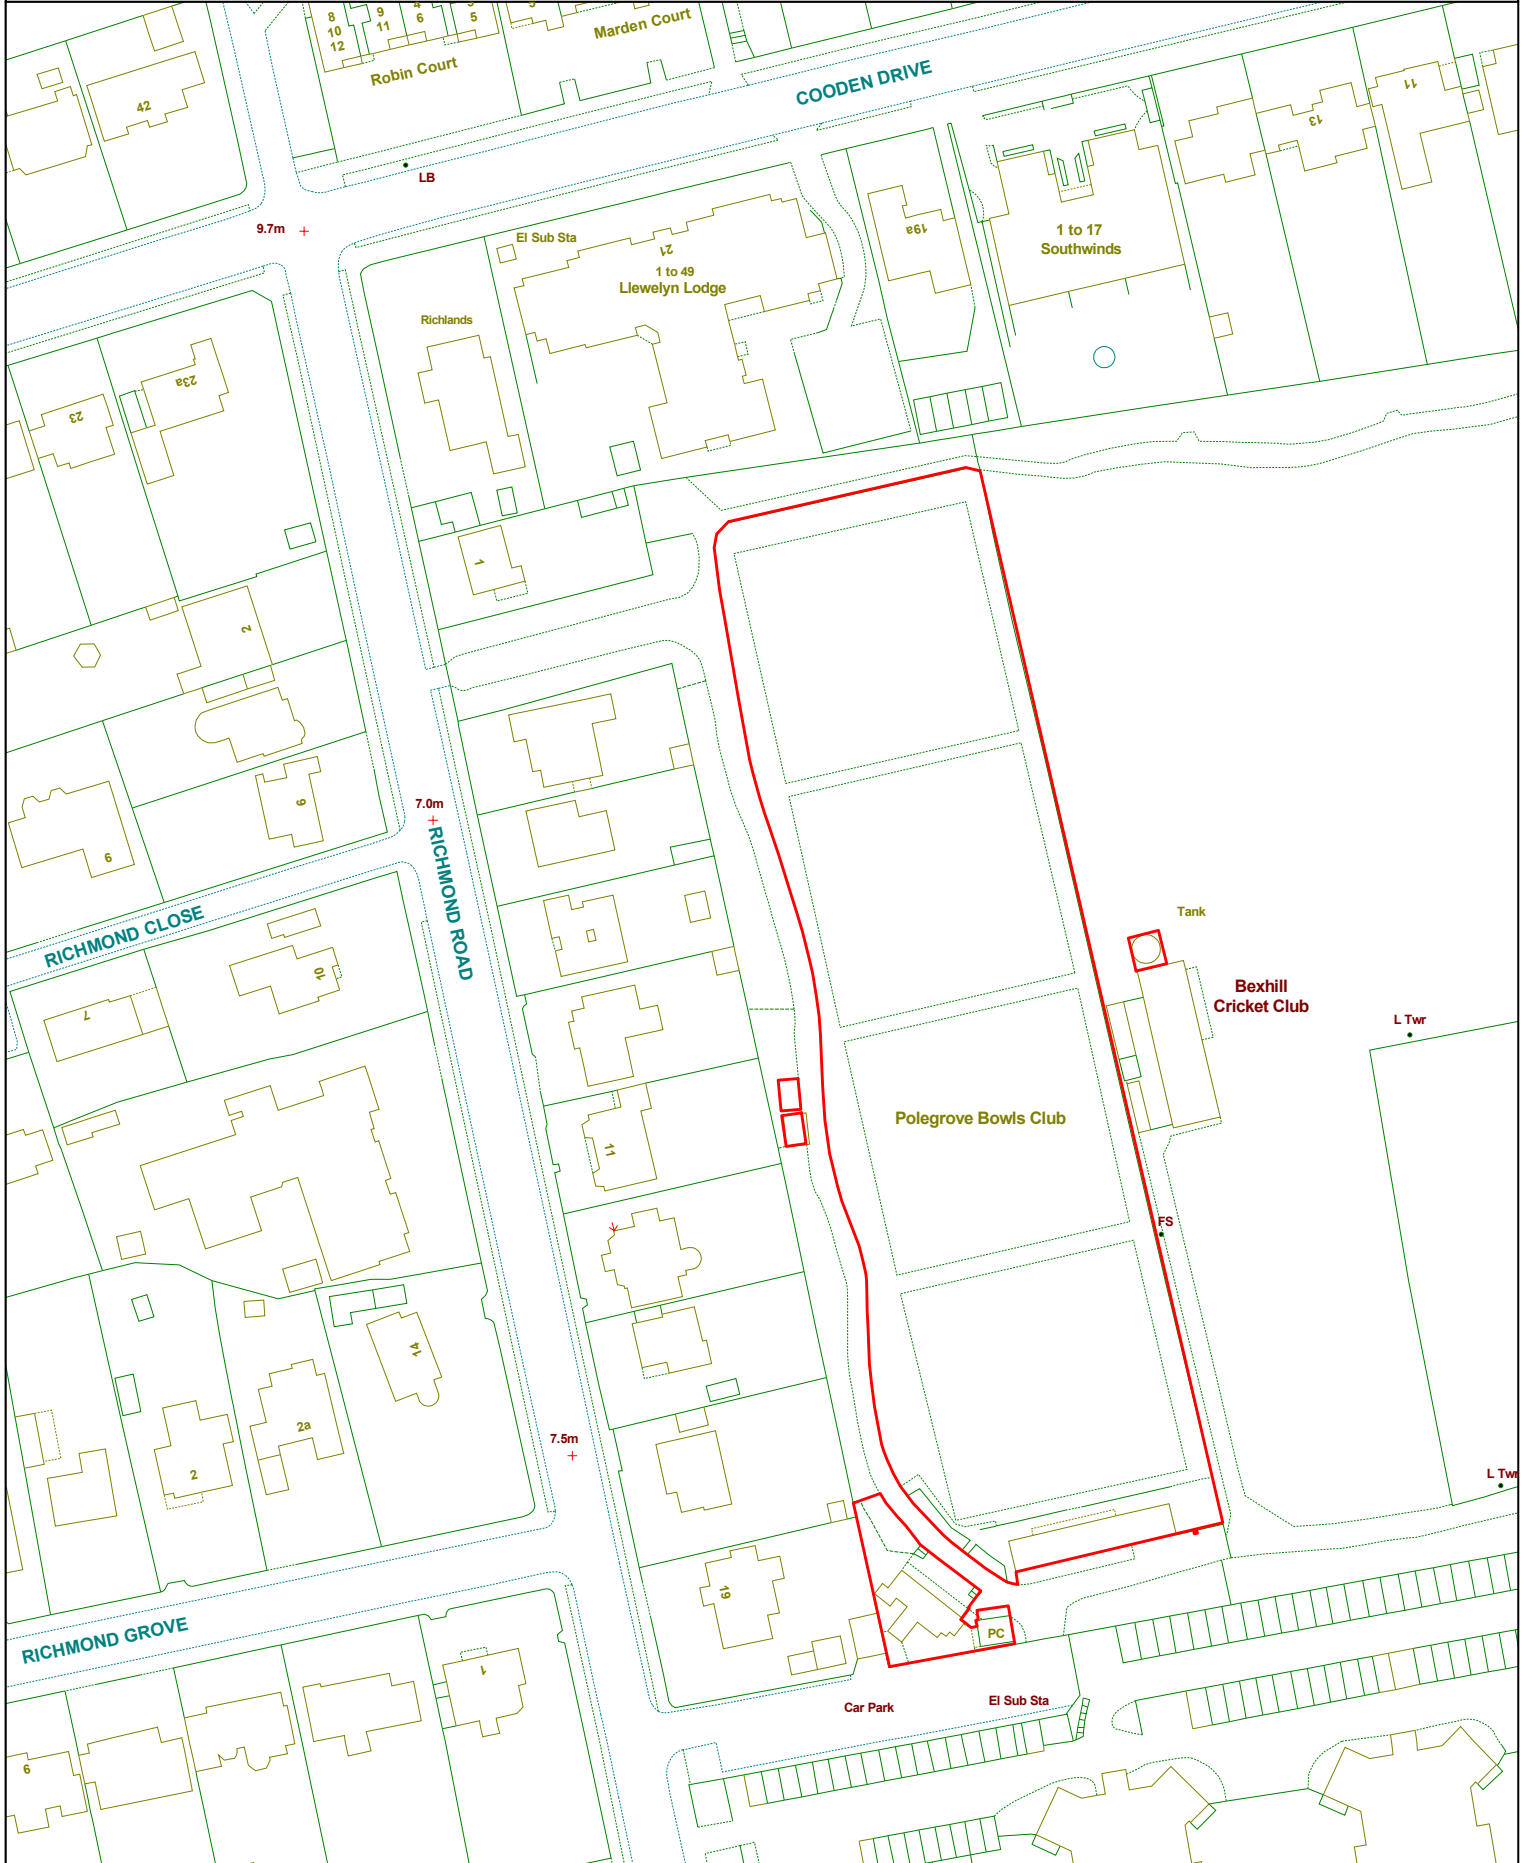 8
10
12
9
11
4
6
5
Marden Court
Robin Court
COODEN DRIVE
42
11
13
LB
9.7m
El Sub Sta
21
1 to 49
Llewelyn Lodge
19a
1 to 17
Southwinds
Richlands
23a
23
1
2
7.0m
RICHMOND ROAD
9
9
RICHMOND CLOSE
Tank
10
7
Bexhill
Cricket Club
L Twr
Polegrove Bowls Club
11
FS
14
2a
2
7.5m
L Twr
19
RICHMOND GROVE
PC
1
Car Park
El Sub Sta
6